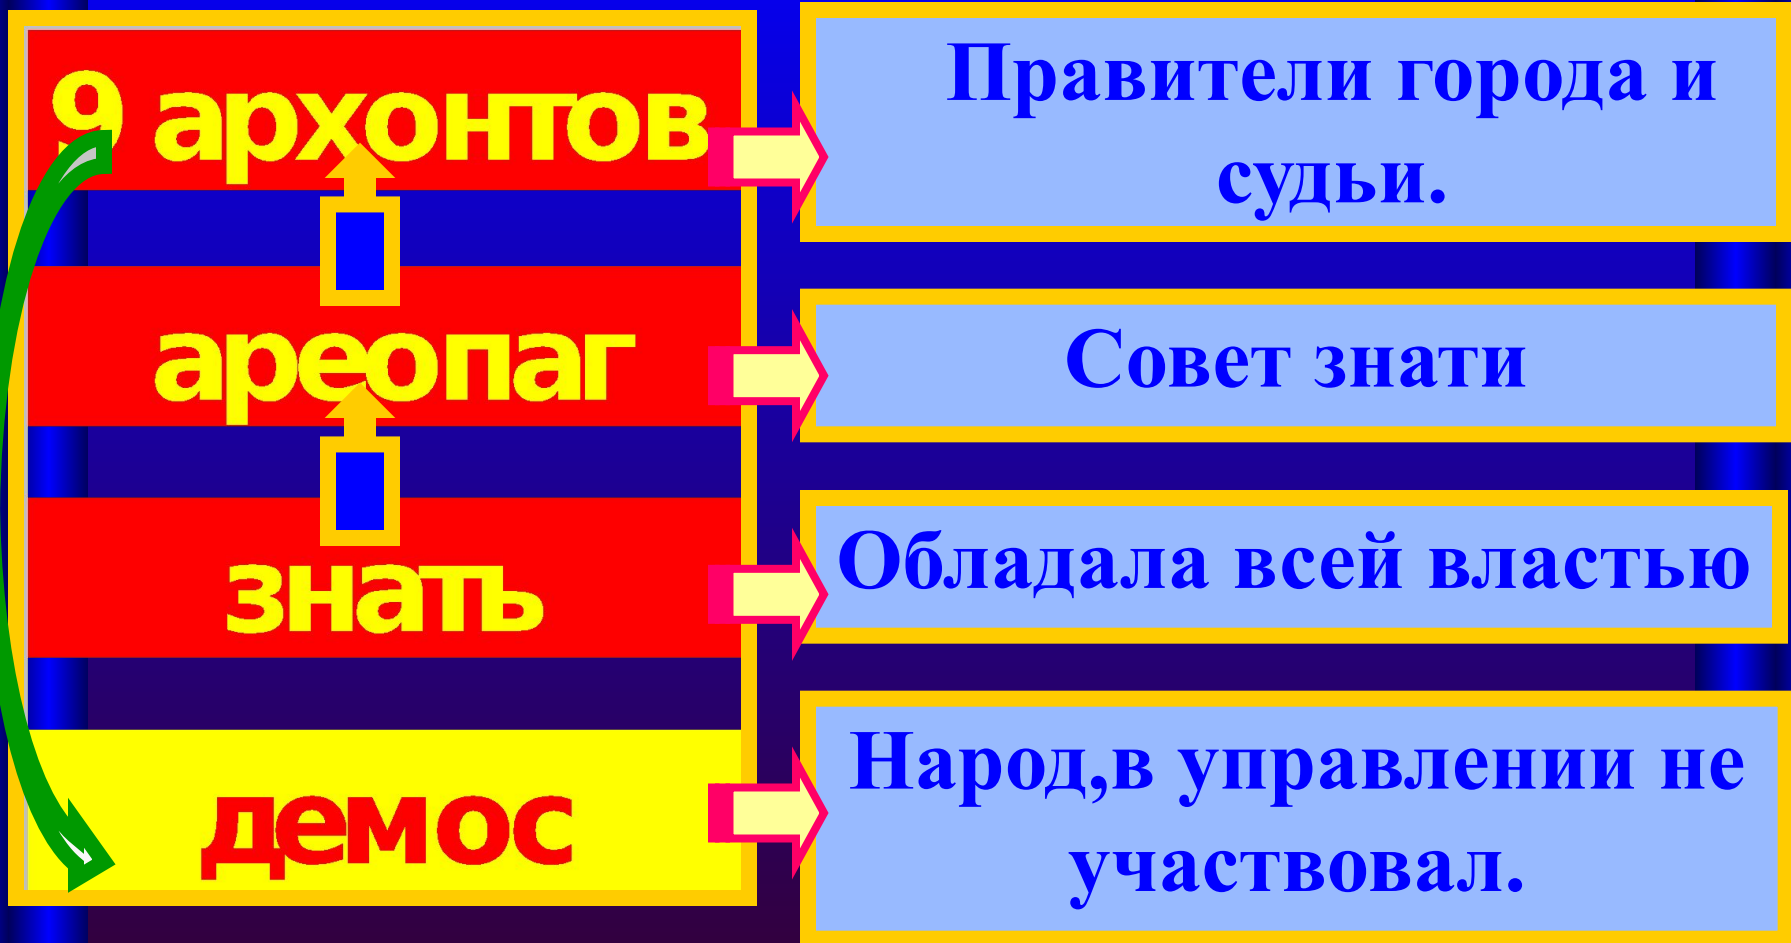 9 архонтов
Правители города и
судьи.
ареопаг
Совет знати
знать
Обладала всей властью
демос
Народ,в управлении не
участвовал.